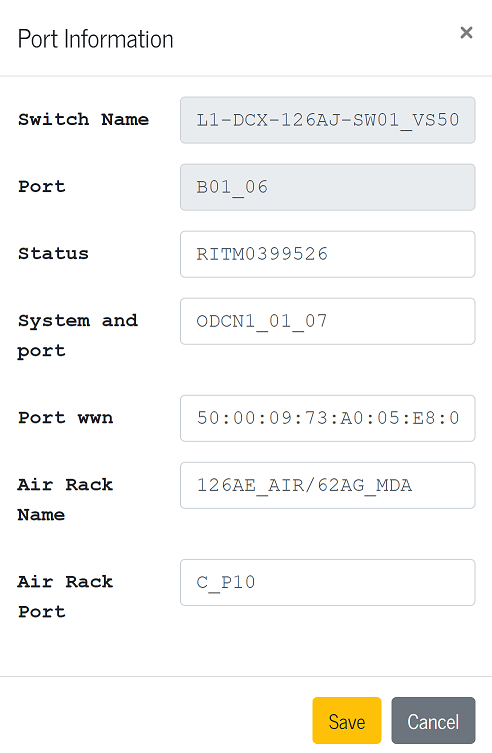 Port Information ×
Switch Name L1-DCX-126AJ-SW01_VS50
Port B01_06
Status RITM0399526
System and ODCN1_01_07
port
Port wwn 50:00:09:73:A0:05:E8:0
Air Rack 126AE_AIR/62AG_MDA
Name
Air Rack C_P10
Port
Save Cancel